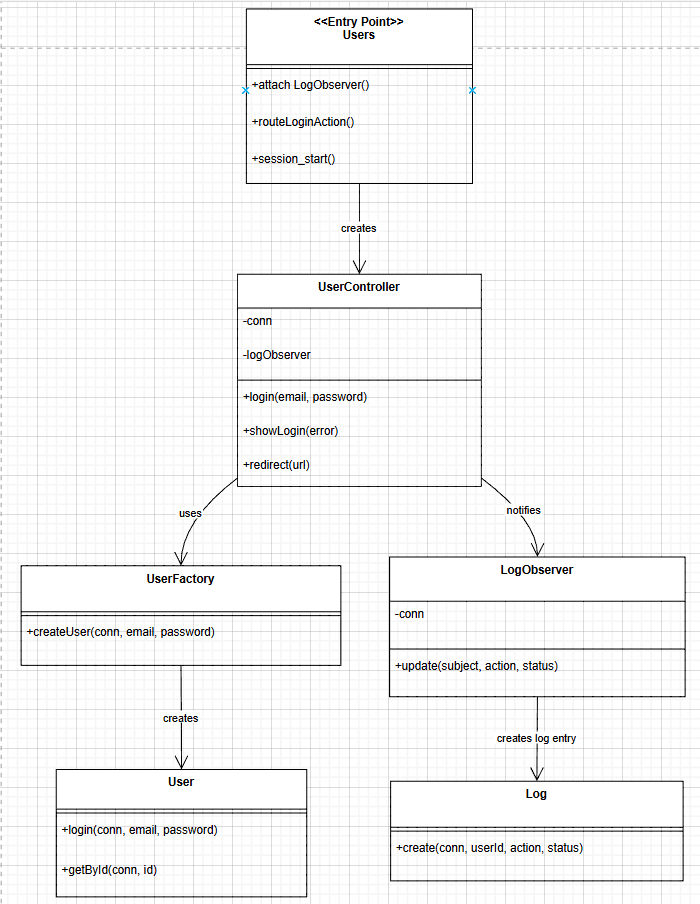 <<Entry Point>>
Users
+attach LogObserver()
+routeLoginAction()
+session_start()
creates
UserController
-conn
-logObserver
+login(email, password)
+showLogin(error)
+redirect(url)
uses
notifies
UserFactory
+createUser(conn, email, password)
LogObserver
-conn
+update(subject, action, status)
creates
creates log entry
User
+login(conn, email, password)
+getById(conn, id)
Log
+create(conn, userId, action, status)